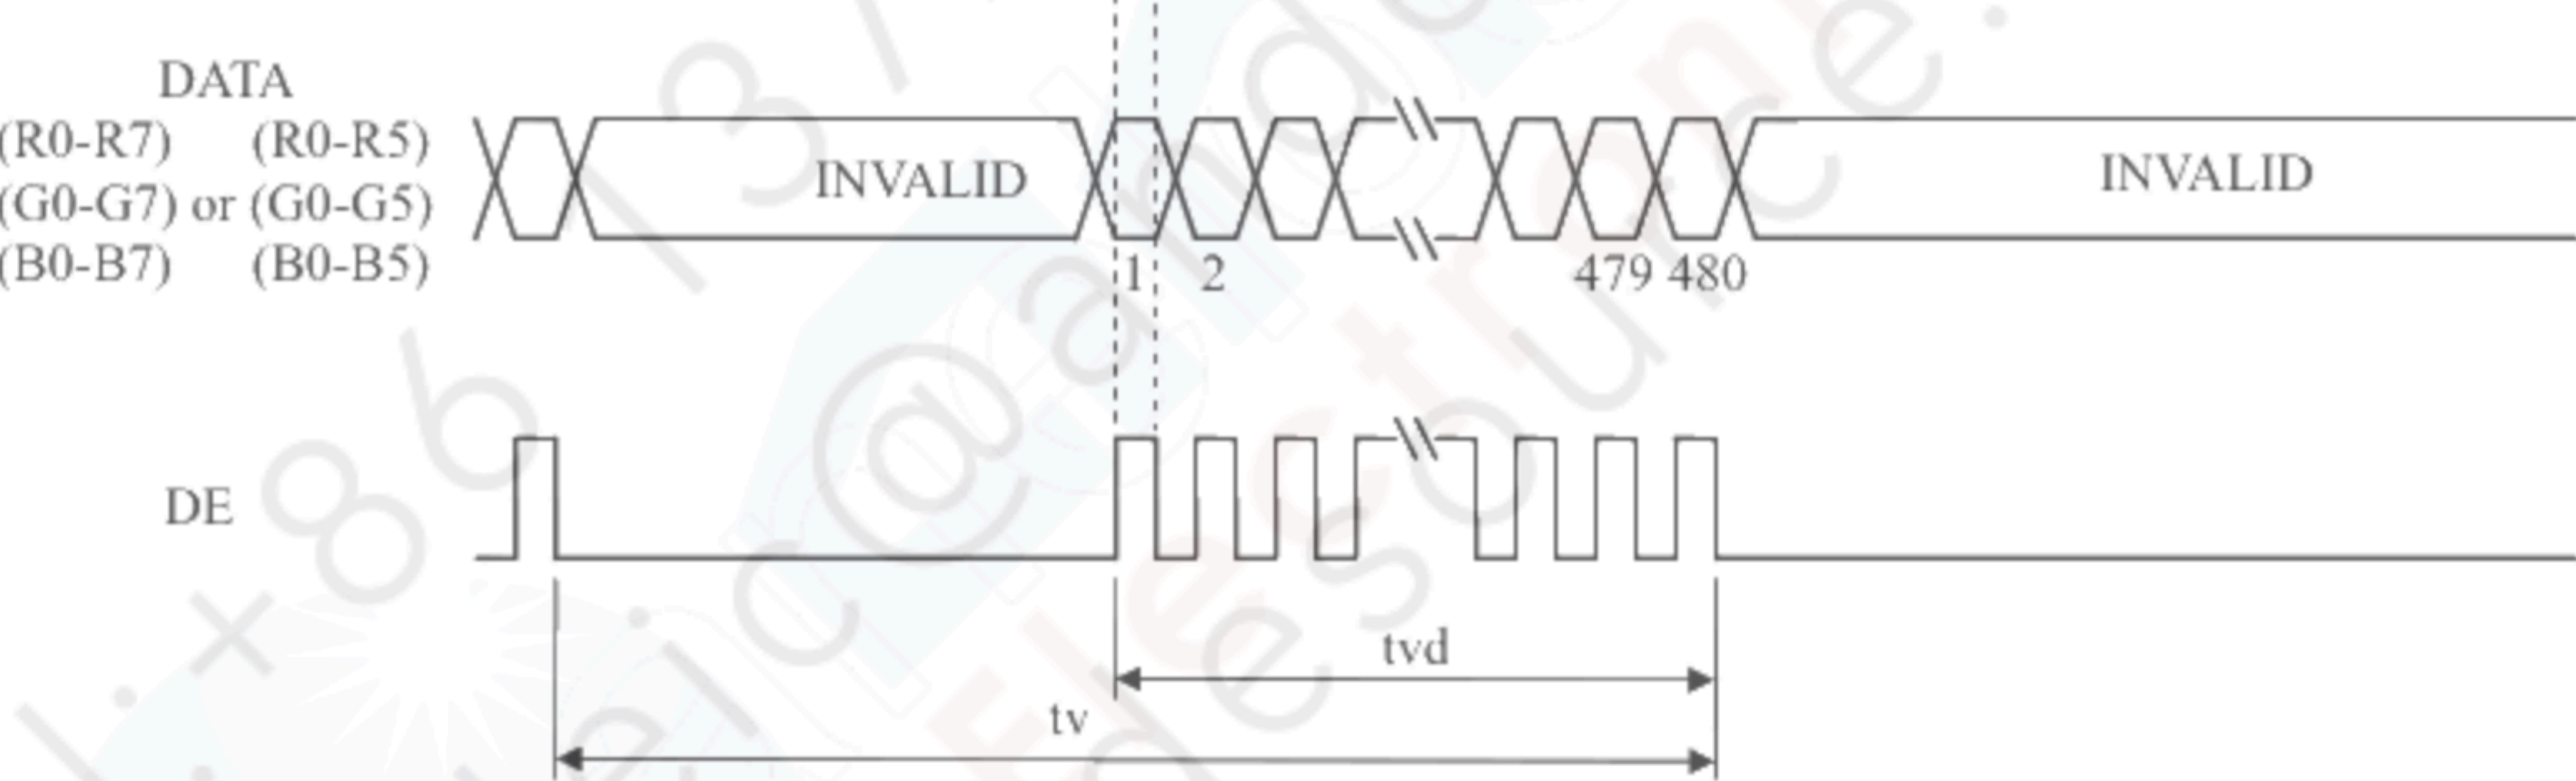 DATA
(R0-R7) (R0-R5)
(G0-G7) or (G0-G5)
(B0-B7) (B0-B5)
INVALID
INVALID
1 2 479 480
DE
tvd
tv